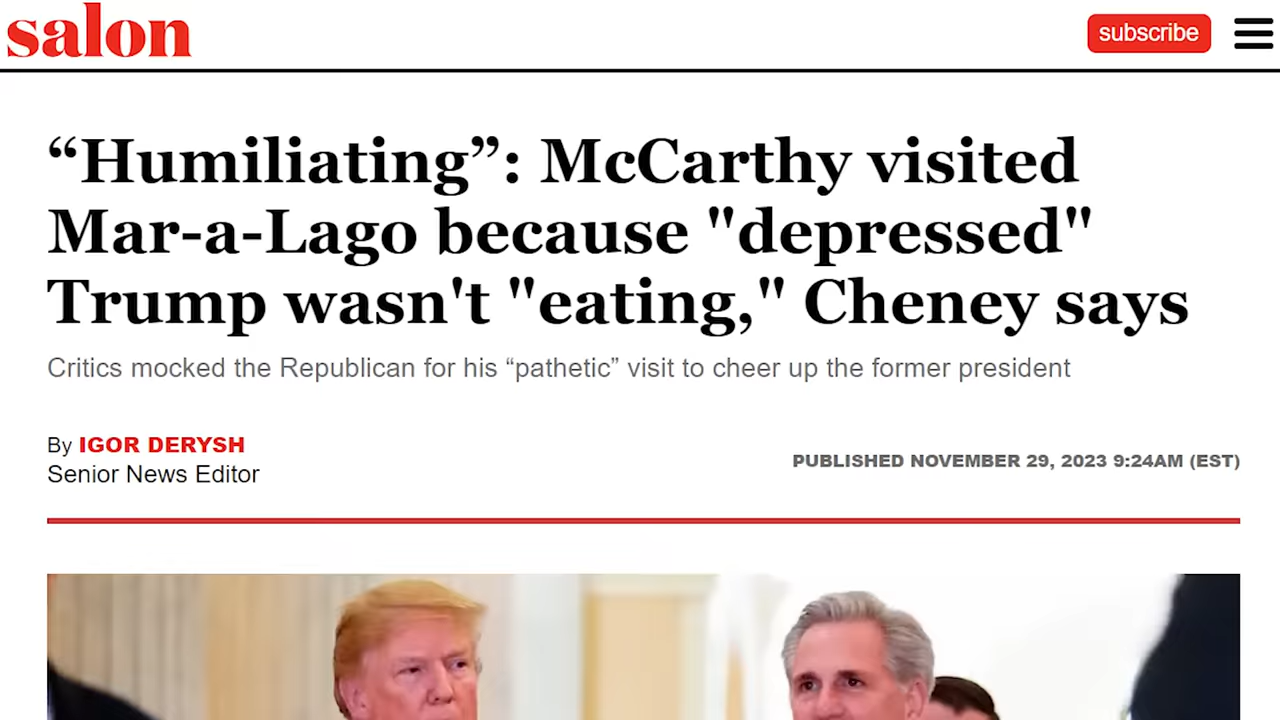 salon
subscribe
“Humiliating”: McCarthy visited
Mar-a-Lago because "depressed"
Trump wasn't "eating," Cheney says
Critics mocked the Republican for his “pathetic” visit to cheer up the former president
By IGOR DERYSH
Senior News Editor
PUBLISHED NOVEMBER 29, 2023 9:24AM (EST)